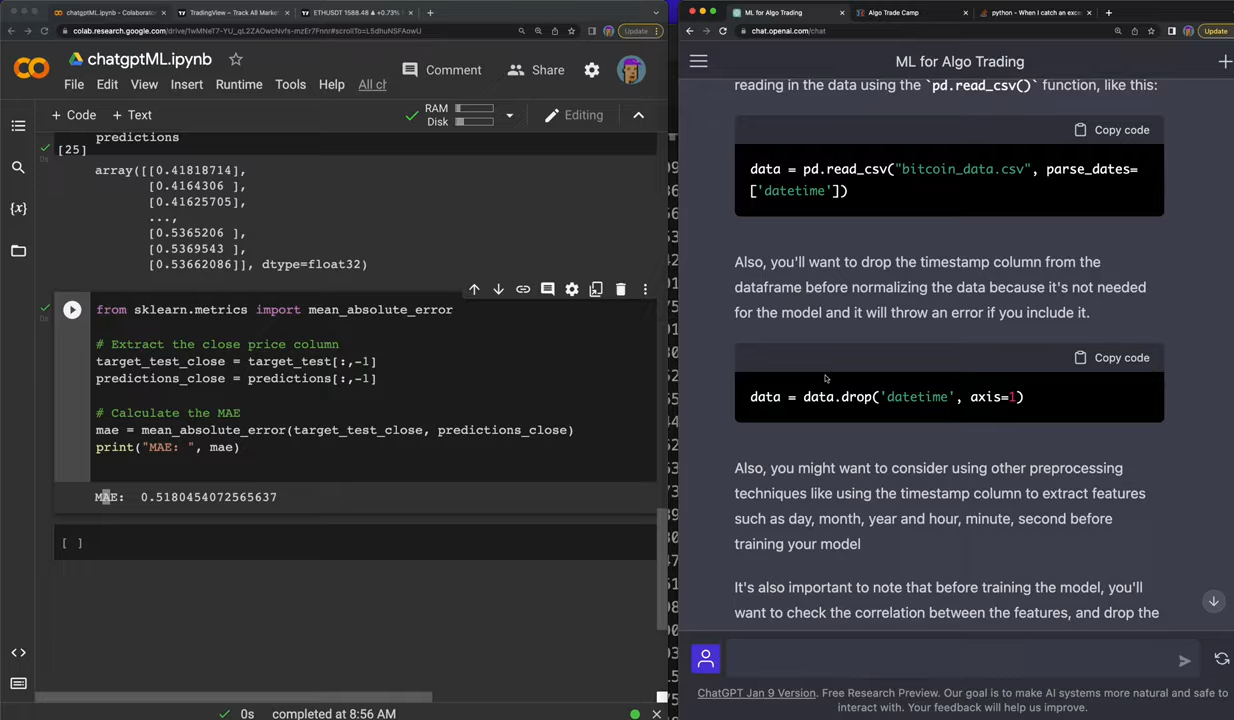 chatgptML.ipynb - Colaborator
TradingView – Track All Market
ETHUSDT 1588.48 ▲ +0.73%
colab.research.google.com/drive/
Update
chatgptML.ipynb
File Edit View Insert Runtime Tools Help All ch
Comment
Share
+ Code + Text
RAM
Disk
Editing
predictions
[25]
0s
array([[0.41818714],
[0.4164306 ],
[0.41625705],
...,
[0.5365206 ],
[0.5369543 ],
[0.53662086]], dtype=float32)
0s
from sklearn.metrics import mean_absolute_error
# Extract the close price column
target_test_close = target_test[:,-1]
predictions_close = predictions[:,-1]
# Calculate the MAE
mae = mean_absolute_error(target_test_close, predictions_close)
print("MAE: ", mae)
MAE:  0.5180454072565637
[ ]
{x}
<>
0s completed at 8:56 AM
ML for Algo Trading
Algo Trade Camp
python - When I catch an exce
chat.openai.com/chat
Update
ML for Algo Trading
reading in the data using the `pd.read_csv()` function, like this:
Copy code
data = pd.read_csv("bitcoin_data.csv", parse_dates=
['datetime'])
Also, you'll want to drop the timestamp column from the
dataframe before normalizing the data because it's not needed
for the model and it will throw an error if you include it.
Copy code
data = data.drop('datetime', axis=1)
Also, you might want to consider using other preprocessing
techniques like using the timestamp column to extract features
such as day, month, year and hour, minute, second before
training your model
It's also important to note that before training the model, you'll
want to check the correlation between the features, and drop the
ChatGPT Jan 9 Version. Free Research Preview. Our goal is to make AI systems more natural and safe to
interact with. Your feedback will help us improve.